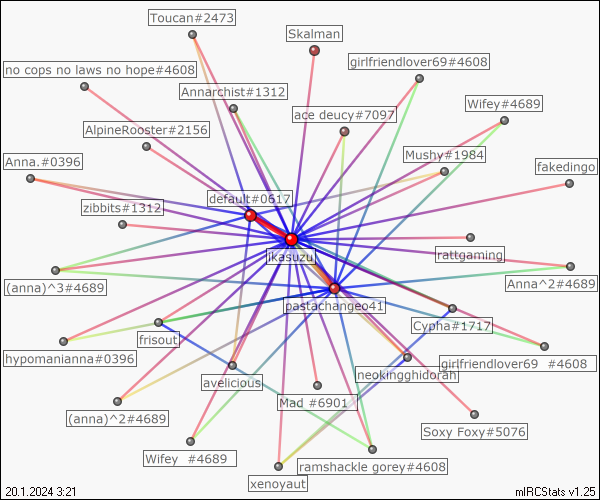 Toucan#2473
Skalman
girlfriendlover69#4608
no cops no laws no hope#4608
Annarchist#1312
Wifey#4689
ace deucy#7097
AlpineRooster#2156
Mushy#1984
Anna.#0396
fakedingo
default#0617
zibbits#1312
jkasuzuj
rattgaming
(anna)^3#4689
Anna^2#4689
pastachangeo41
Cypha#1717
frisout
hypomanianna#0396
girlfriendlover69 #4608
neokingghidorah
avelicious
(anna)^2#4689
Mad #6901
Soxy Foxy#5076
Wifey #4689
ramshackle gorey#4608
xenoyaut
20.1.2024 3:21
mIRCStats v1.25